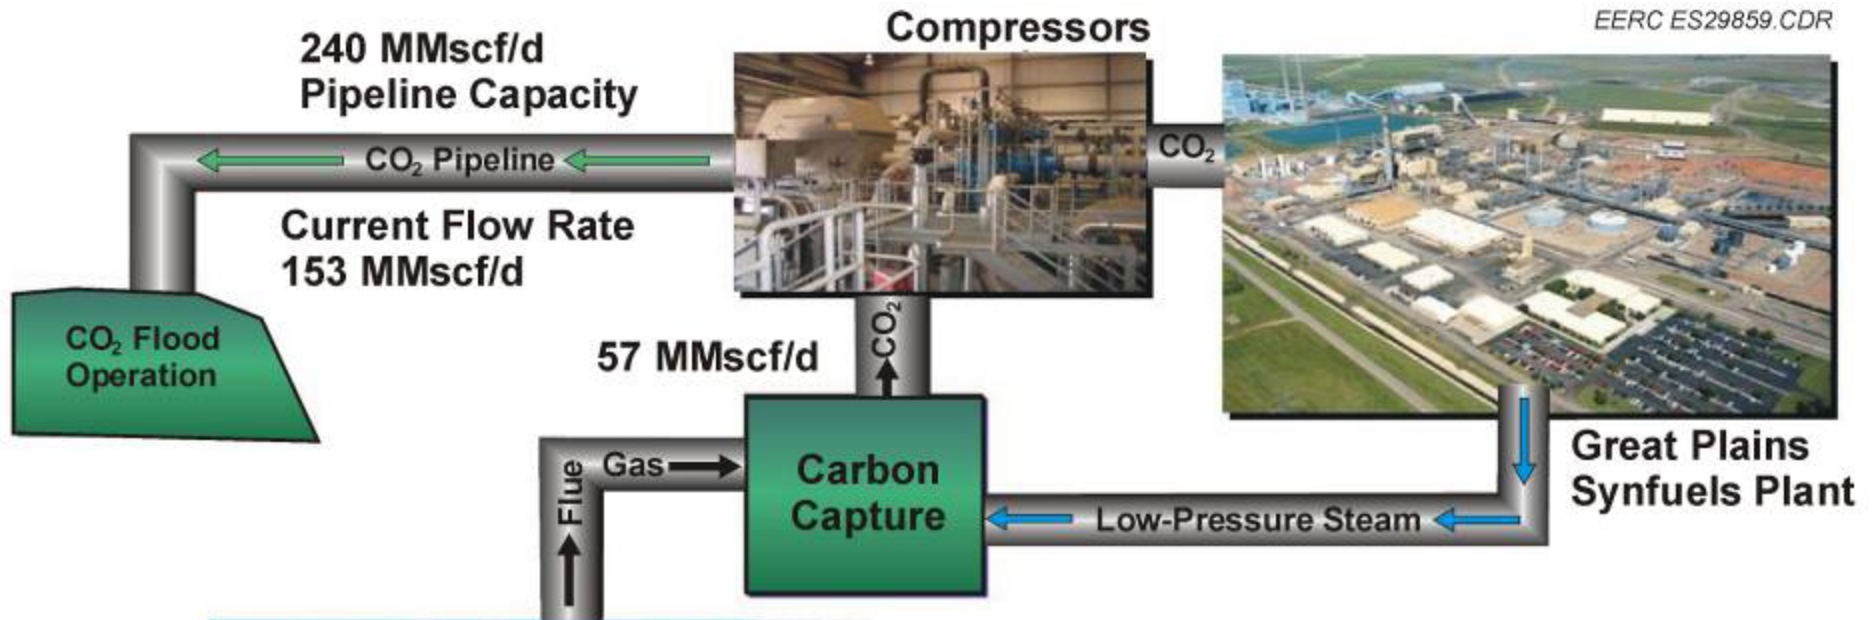 EERC ES29859.CDR
Compressors
240 MMscf/d
Pipeline Capacity
CO₂ Pipeline
CO₂
Current Flow Rate
153 MMscf/d
CO₂ Flood
Operation
57 MMscf/d
CO₂
Great Plains
Synfuels Plant
Flue
Gas
Carbon
Capture
Low-Pressure Steam